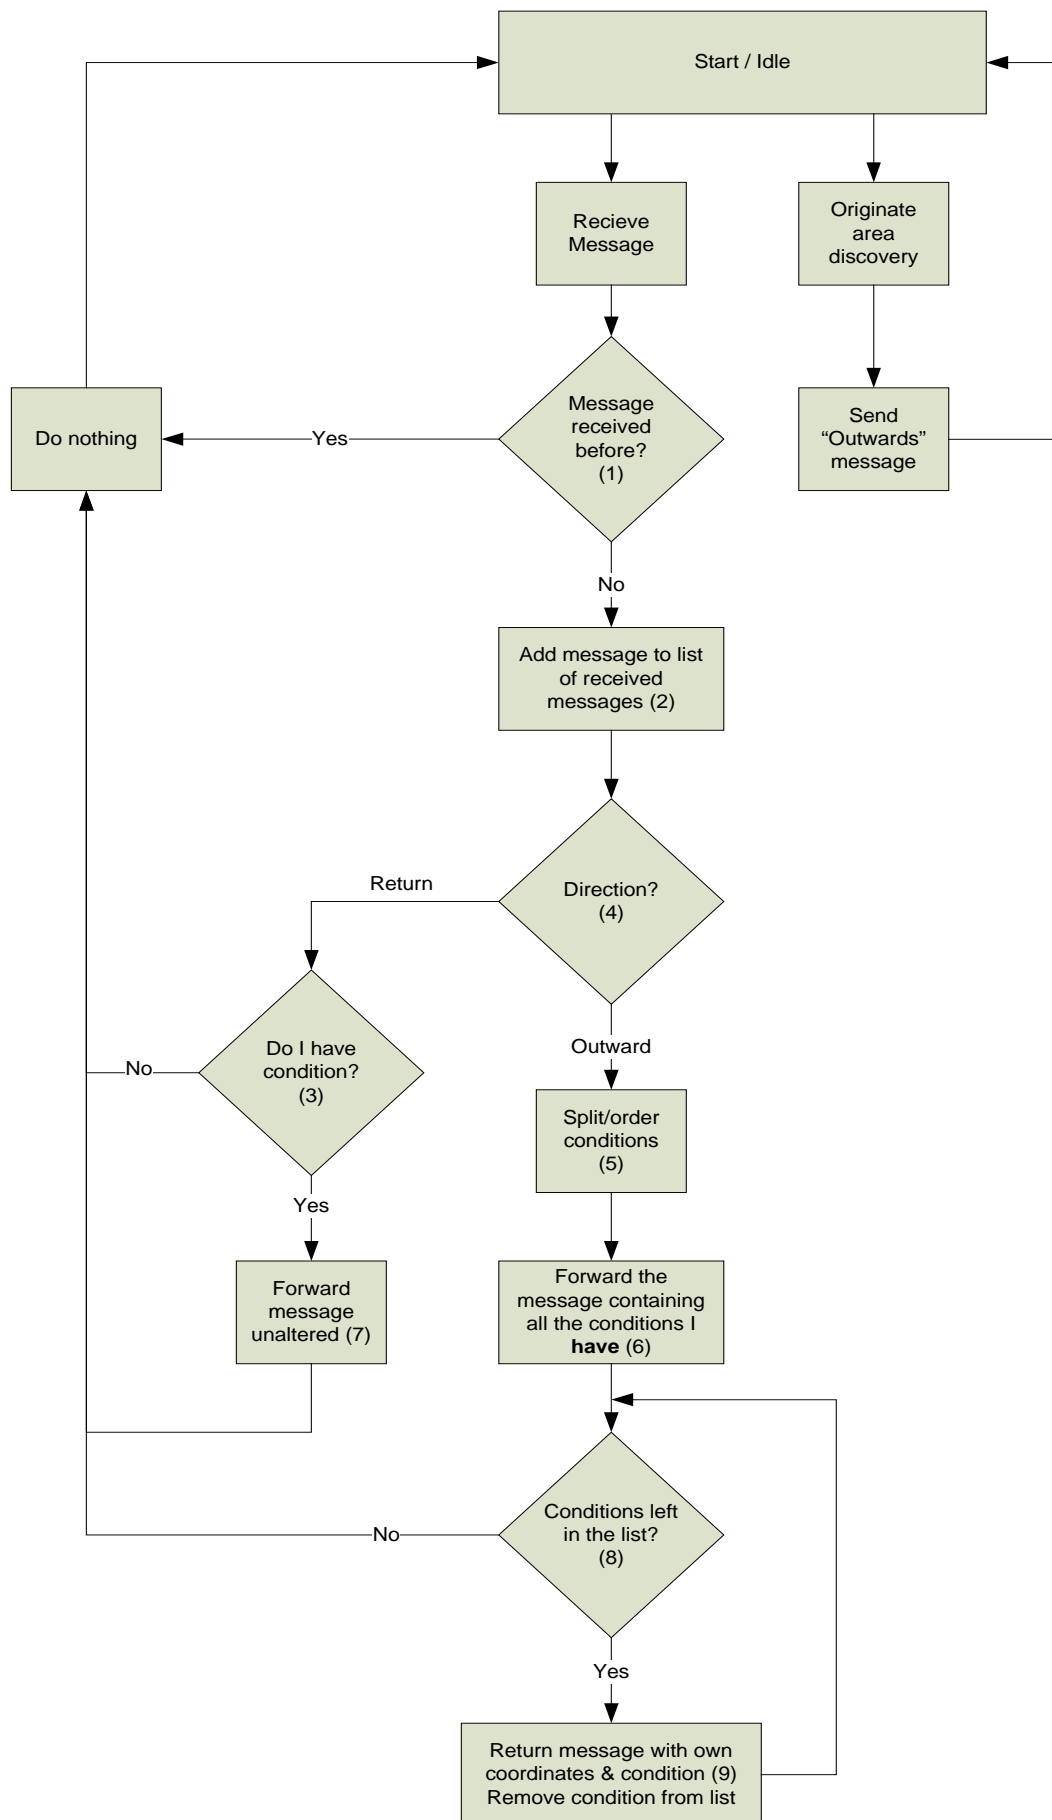 Start / Idle
Recieve
Message
Originate
area
discovery
Message
received
before?
(1)
Yes
Do nothing
Send
“Outwards”
message
No
Add message to list
of received
messages (2)
Direction?
(4)
Return
Outward
Do I have
condition?
(3)
No
Yes
Split/order
conditions
(5)
Forward
message
unaltered (7)
Forward the
message containing
all the conditions I
have (6)
Conditions left
in the list?
(8)
No
Yes
Return message with own
coordinates & condition (9)
Remove condition from list